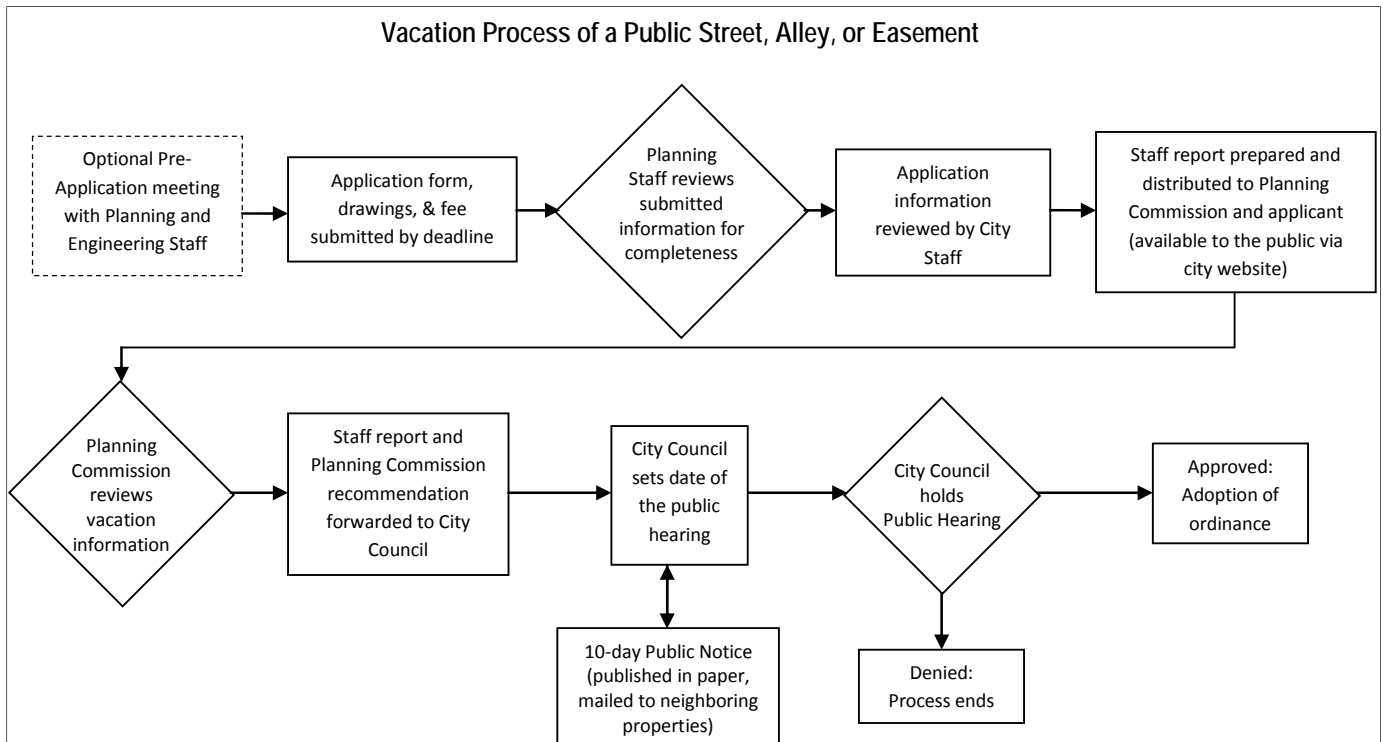 Vacation Process of a Public Street, Alley, or Easement
Optional Pre-
Application meeting
with Planning and
Engineering Staff
Application form,
drawings, & fee
submitted by deadline
Planning
Staff reviews
submitted
information for
completeness
Application
information
reviewed by City
Staff
Staff report prepared and
distributed to Planning
Commission and applicant
(available to the public via
city website)
Planning
Commission
reviews
vacation
information
Staff report and
Planning Commission
recommendation
forwarded to City
Council
City Council
sets date of
the public
hearing
10-day Public Notice
(published in paper,
mailed to neighboring
properties)
City Council
holds
Public Hearing
Approved:
Adoption of
ordinance
Denied:
Process ends